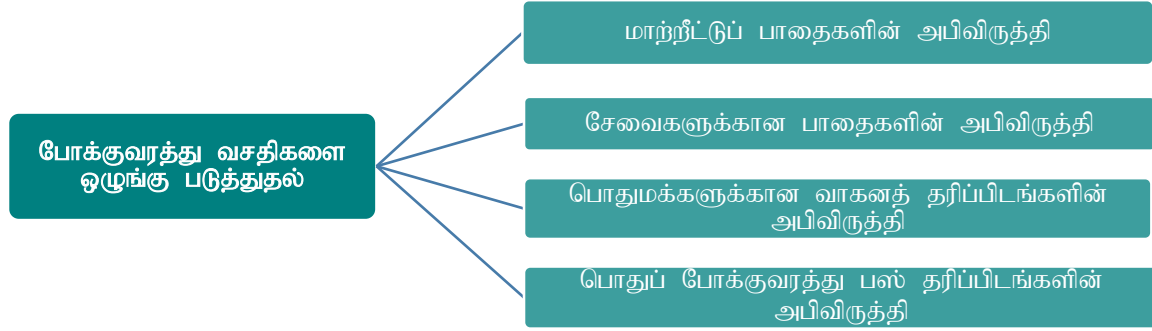 போக்குவரத்து வசதிகளை
ஒழுங்கு படுத்துதல்
மாற்றீட்டுப் பாதைகளின் அபிவிருத்தி
சேவைகளுக்கான பாதைகளின் அபிவிருத்தி
பொதுமக்களுக்கான வாகனத் தரிப்பிடங்களின்
அபிவிருத்தி
பொதுப் போக்குவரத்து பஸ் தரிப்பிடங்களின்
அபிவிருத்தி